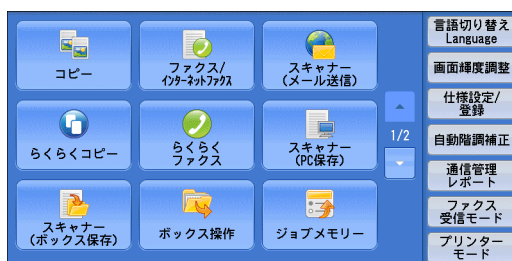 コピー
ファクス/
インターネットファクス
スキャナー
(メール送信)
らくらくコピー
らくらく
ファクス
スキャナー
(PC保存)
スキャナー
(ボックス保存)
ボックス操作
ジョブメモリー
1/2
言語切り替え
Language
画面輝度調整
仕様設定/
登録
自動階調補正
通信管理
レポート
ファクス
受信モード
プリンター
モード